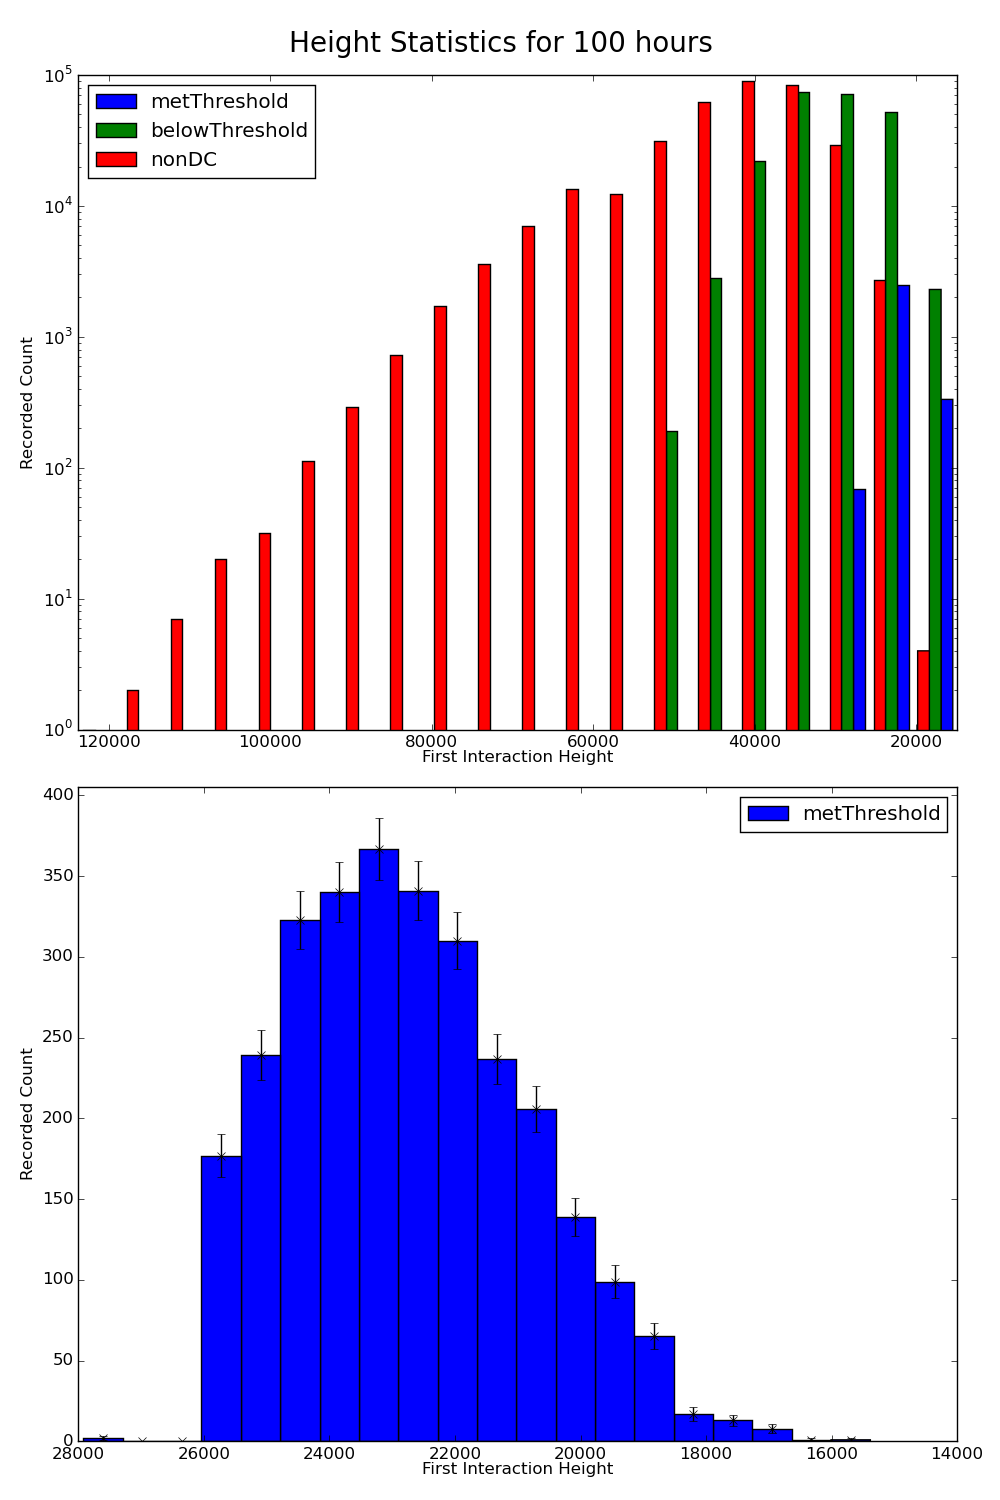 Height Statistics for 100 hours
10^5
10^4
10^3
10^2
10^1
10^0
Recorded Count
metThreshold
belowThreshold
nonDC
120000 100000 80000 60000 40000 20000
First Interaction Height
400
350
300
250
200
150
100
50
0
Recorded Count
metThreshold
28000 26000 24000 22000 20000 18000 16000 14000
First Interaction Height